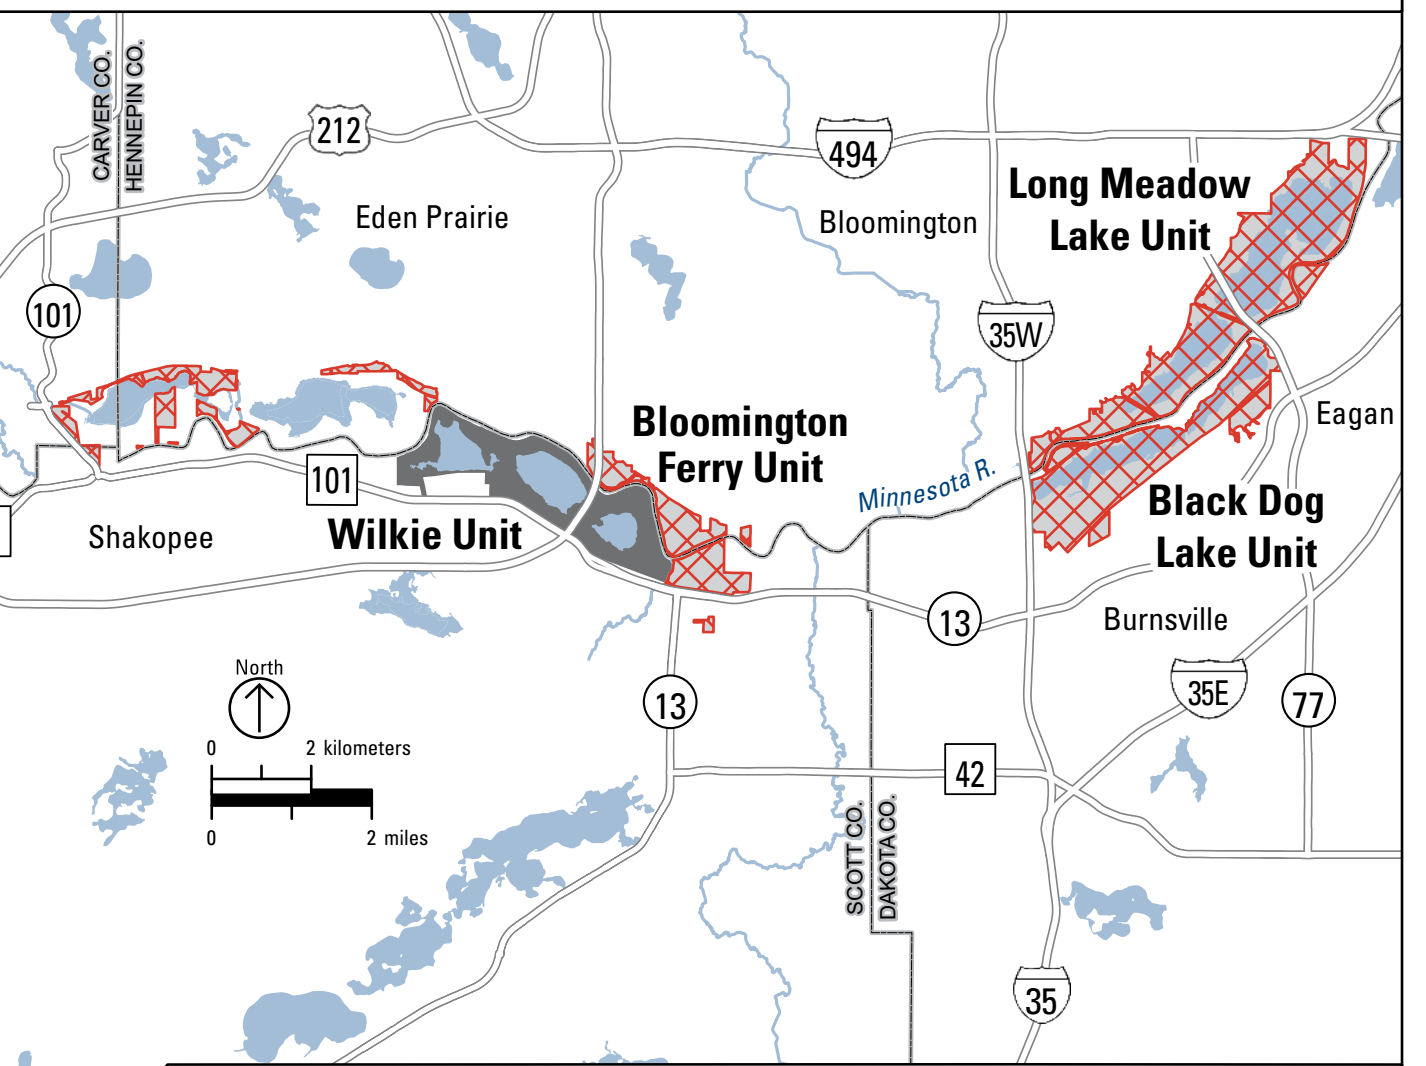 CARVER CO.
HENNEPIN CO.
212
494
Long Meadow
Lake Unit
Eden Prairie
Bloomington
101
35W
Bloomington
Ferry Unit
Eagan
101
Minnesota R.
Wilkie Unit
Shakopee
Black Dog
Lake Unit
13
Burnsville
North
35E
13
77
0 2 kilometers
0 2 miles
42
SCOTT CO.
DAKOTA CO.
35